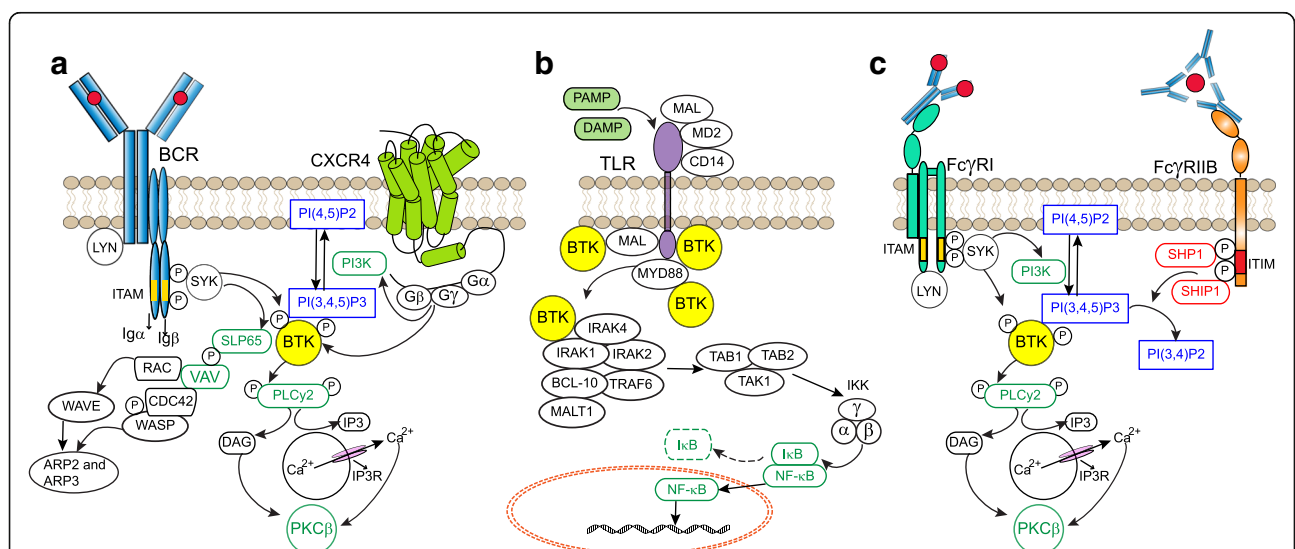 a
BCR
CXCR4
LYN
PI(4,5)P2
PI3K
P
SYK
P
ITAM
Igα
Igβ
PI(3,4,5)P3
Gβ
Gγ
Gα
P
P
BTK
SLP65
P
VAV
RAC
CDC42
P
WASP
WAVE
ARP2 and
ARP3
P
PLCγ2
P
DAG
IP3
Ca2+
Ca2+
IP3R
PKCβ
b
PAMP
DAMP
MAL
MD2
CD14
TLR
BTK
MAL
BTK
MYD88
BTK
BTK
IRAK4
IRAK1
IRAK2
BCL-10
TRAF6
MALT1
TAB1
TAB2
TAK1
IKK
γ
α
β
IκB
IκB
NF-κB
NF-κB
c
FcγRI
FcγRIIB
ITAM
P
P
SYK
LYN
PI(4,5)P2
PI3K
PI(3,4,5)P3
SHP1
P
P
SHIP1
ITIM
PI(3,4)P2
P
BTK
P
P
PLCγ2
P
DAG
IP3
Ca2+
Ca2+
IP3R
PKCβ